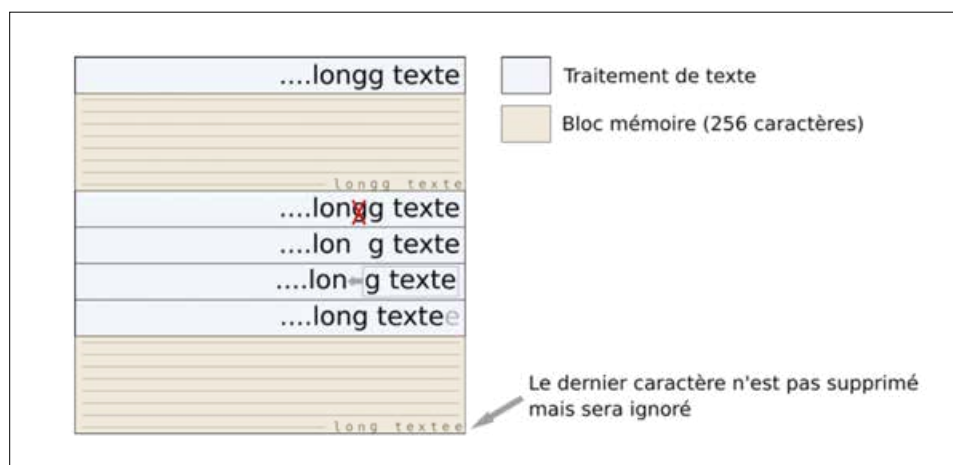 ....longg texte
Traitement de texte
Bloc mémoire (256 caractères)
longg texte
....longg texte
....lon g texte
....lon g texte
....long textee
Le dernier caractère n'est pas supprimé
mais sera ignoré
long textee